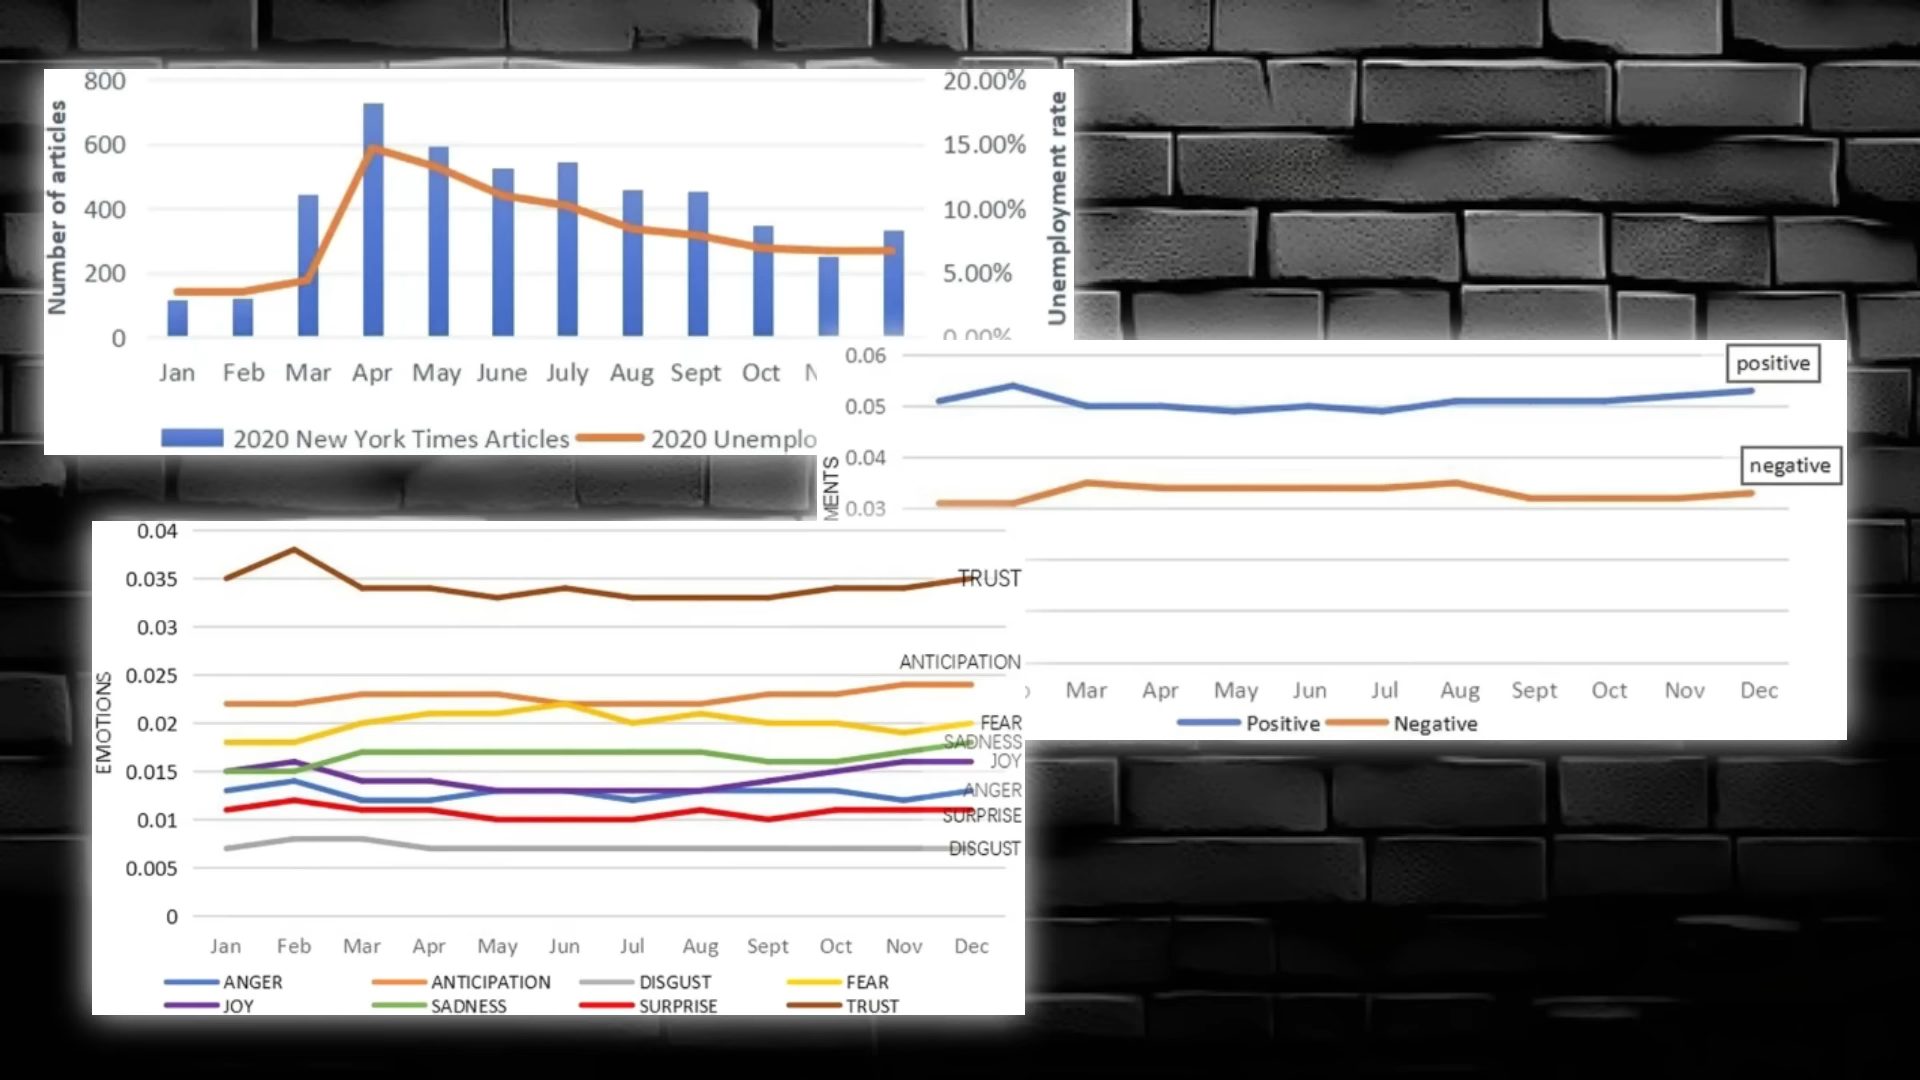 800
600
400
200
0
Number of articles
20.00%
15.00%
10.00%
5.00%
0.00%
Unemployment rate
Jan Feb Mar Apr May June July Aug Sept Oct N
2020 New York Times Articles 2020 Unemplo
0.06
0.05
0.04
0.03
MENTS
positive
negative
Mar Apr May Jun Jul Aug Sept Oct Nov Dec
Positive Negative
0.04
0.035
0.03
0.025
0.02
0.015
0.01
0.005
0
EMOTIONS
TRUST
ANTICIPATION
FEAR
SADNESS
JOY
ANGER
SURPRISE
DISGUST
Jan Feb Mar Apr May Jun Jul Aug Sept Oct Nov Dec
ANGER ANTICIPATION DISGUST FEAR
JOY SADNESS SURPRISE TRUST